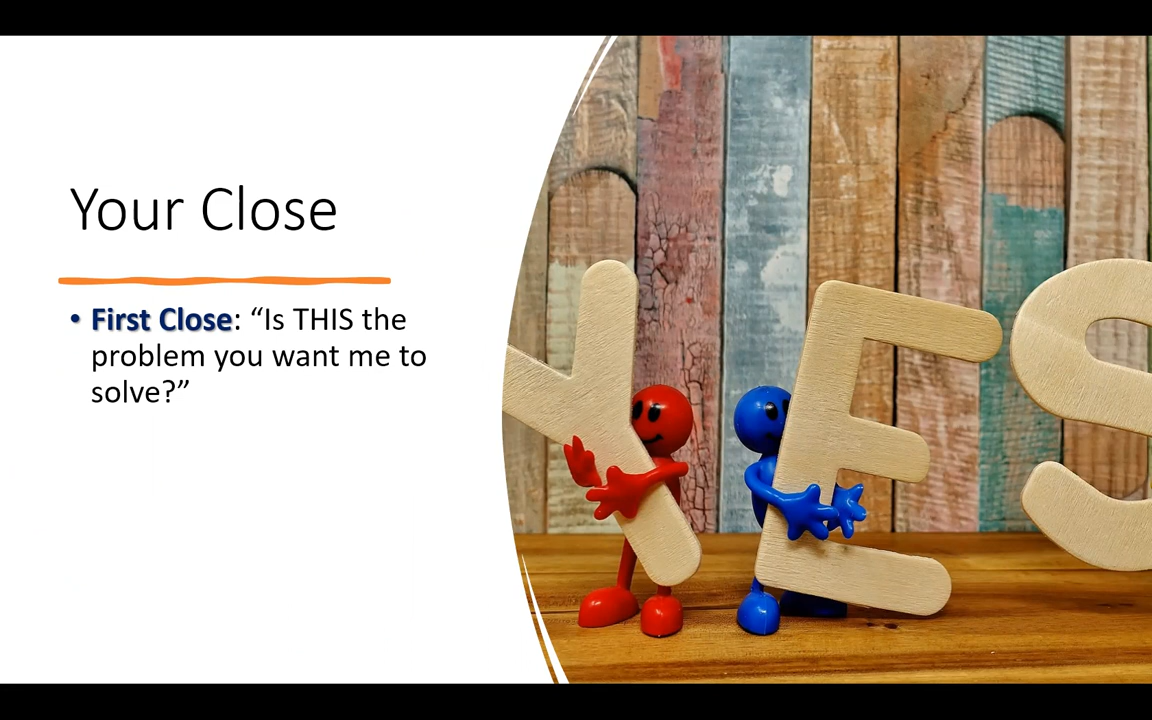 Your Close
• First Close: “Is THIS the
problem you want me to
solve?”
YES